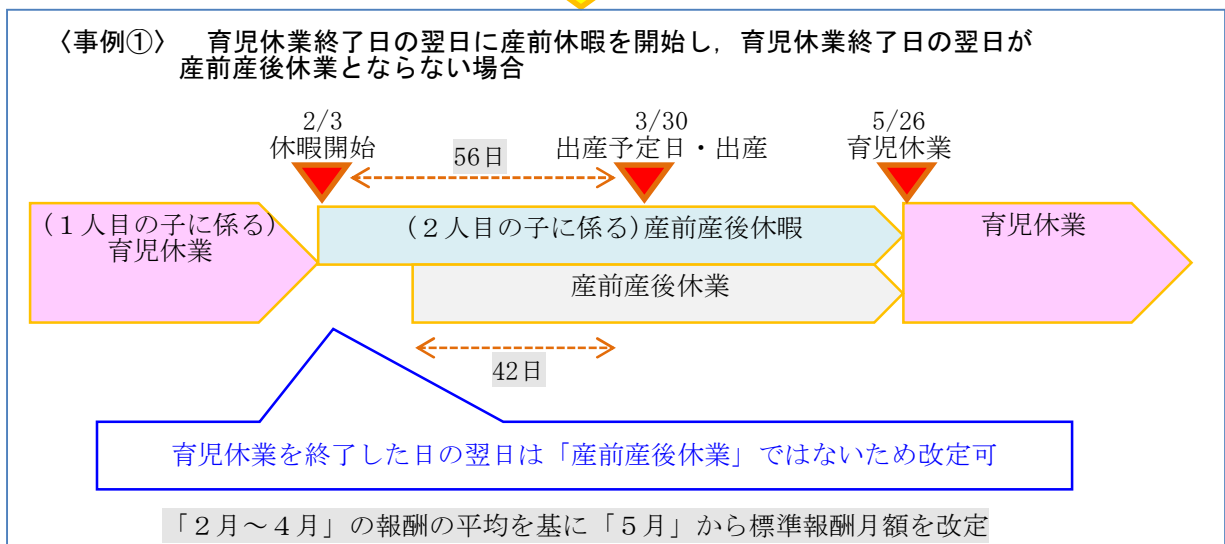 〈事例①〉　育児休業終了日の翌日に産前休暇を開始し，育児休業終了日の翌日が
産前産後休業とならない場合
2/3
休暇開始
56日
3/30
出産予定日・出産
5/26
育児休業
(１人目の子に係る)
育児休業
(２人目の子に係る)産前産後休暇
育児休業
産前産後休業
42日
育児休業を終了した日の翌日は「産前産後休業」ではないため改定可
「２月～４月」の報酬の平均を基に「５月」から標準報酬月額を改定